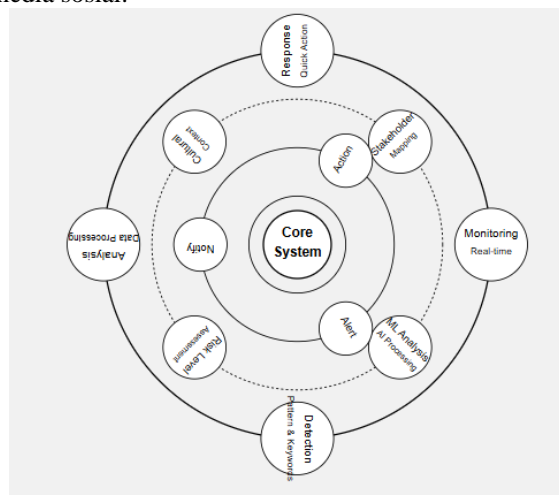 media sosial.
Response
Quick Action
Cultural
Context
Stakeholder
Mapping
Action
Analysis
Data Processing
Notify
Core
System
Monitoring
Real-time
Alert
Risk Level
Assessment
ML Analysis
AI Processing
Detection
Pattern & Keywords